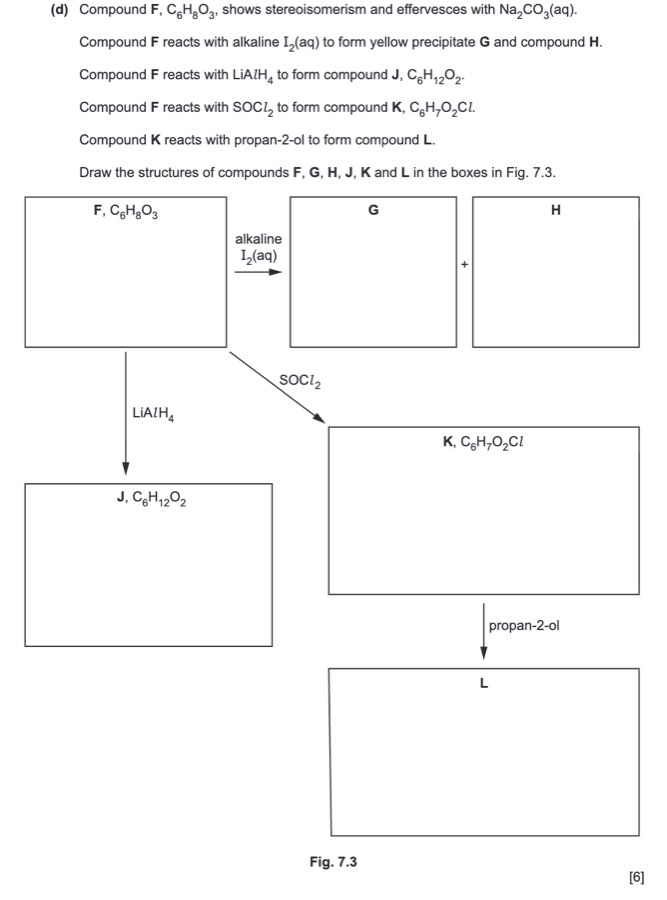 (d) Compound F, C₆H₈O₃, shows stereoisomerism and effervesces with Na₂CO₃(aq).
Compound F reacts with alkaline I₂(aq) to form yellow precipitate G and compound H.
Compound F reacts with LiAlH₄ to form compound J, C₆H₁₂O₂.
Compound F reacts with SOCl₂ to form compound K, C₆H₇O₂Cl.
Compound K reacts with propan-2-ol to form compound L.
Draw the structures of compounds F, G, H, J, K and L in the boxes in Fig. 7.3.
F, C₆H₈O₃
alkaline
I₂(aq)
G
+
H
LiAlH₄
SOCl₂
J, C₆H₁₂O₂
K, C₆H₇O₂Cl
propan-2-ol
L
Fig. 7.3
[6]